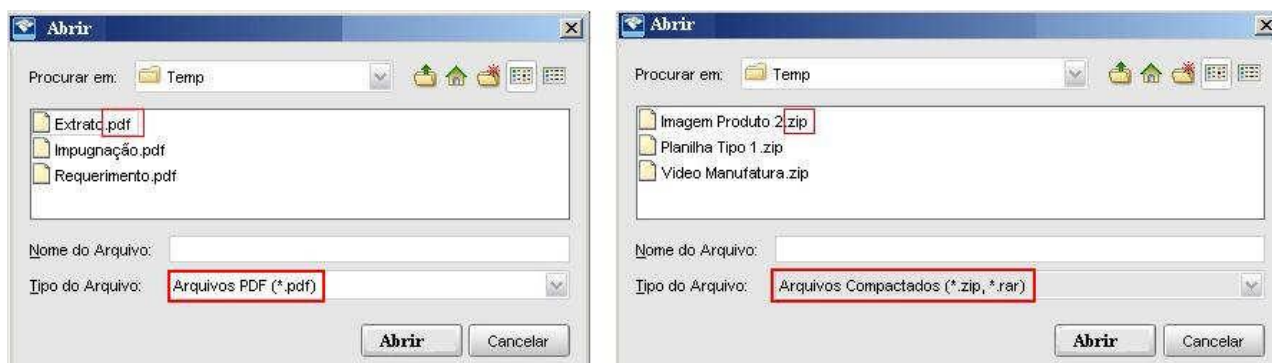 Abrir
Procurar em: Temp
Extrato.pdf
Impugnação.pdf
Requerimento.pdf
Nome do Arquivo:
Tipo do Arquivo: Arquivos PDF (*.pdf)
Abrir Cancelar
Abrir
Procurar em: Temp
Imagem Produto 2.zip
Planilha Tipo 1.zip
Video Manufatura.zip
Nome do Arquivo:
Tipo do Arquivo: Arquivos Compactados (*.zip, *.rar)
Abrir Cancelar